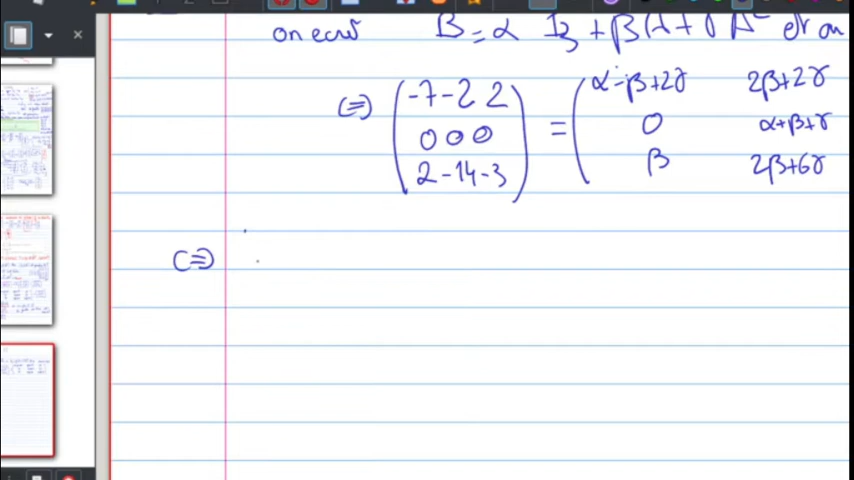 on écrit B = α I₃ + βA + γA² et on
(=) (-7 -2 2 = (α-β+2γ 2β+2γ
0 0 0 0 α+β+γ
2 -14 -3) β 2β+6γ
(=)